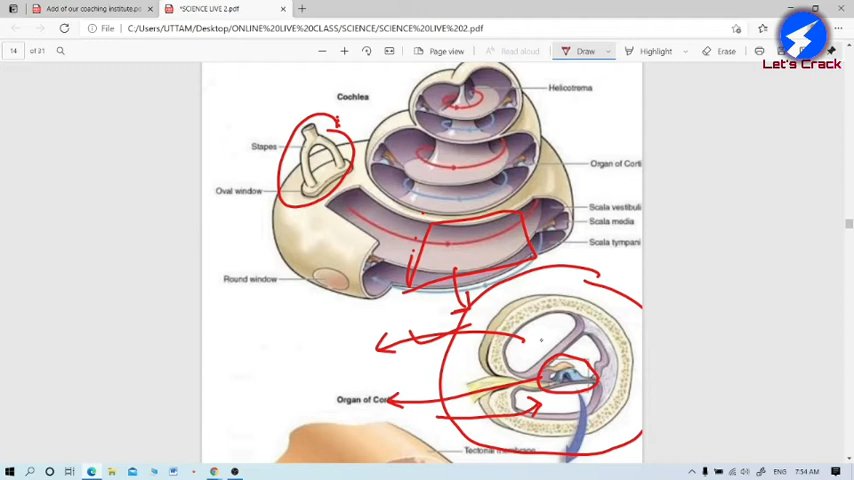 Add of our coaching institute.pd
*SCIENCE LIVE 2.pdf
File
C:/Users/UTTAM/Desktop/ONLINE%20LIVE%20CLASS/SCIENCE/SCIENCE%20LIVE%202.pdf
Let's Crack
14 of 31
Page view
Read aloud
Draw
Highlight
Erase
Cochlea
Helicotrema
Stapes
Organ of Corti
Oval window
Scala vestibuli
Scala media
Scala tympani
Round window
Organ of Cor
Tectorial membrane
ENG
7:54 AM